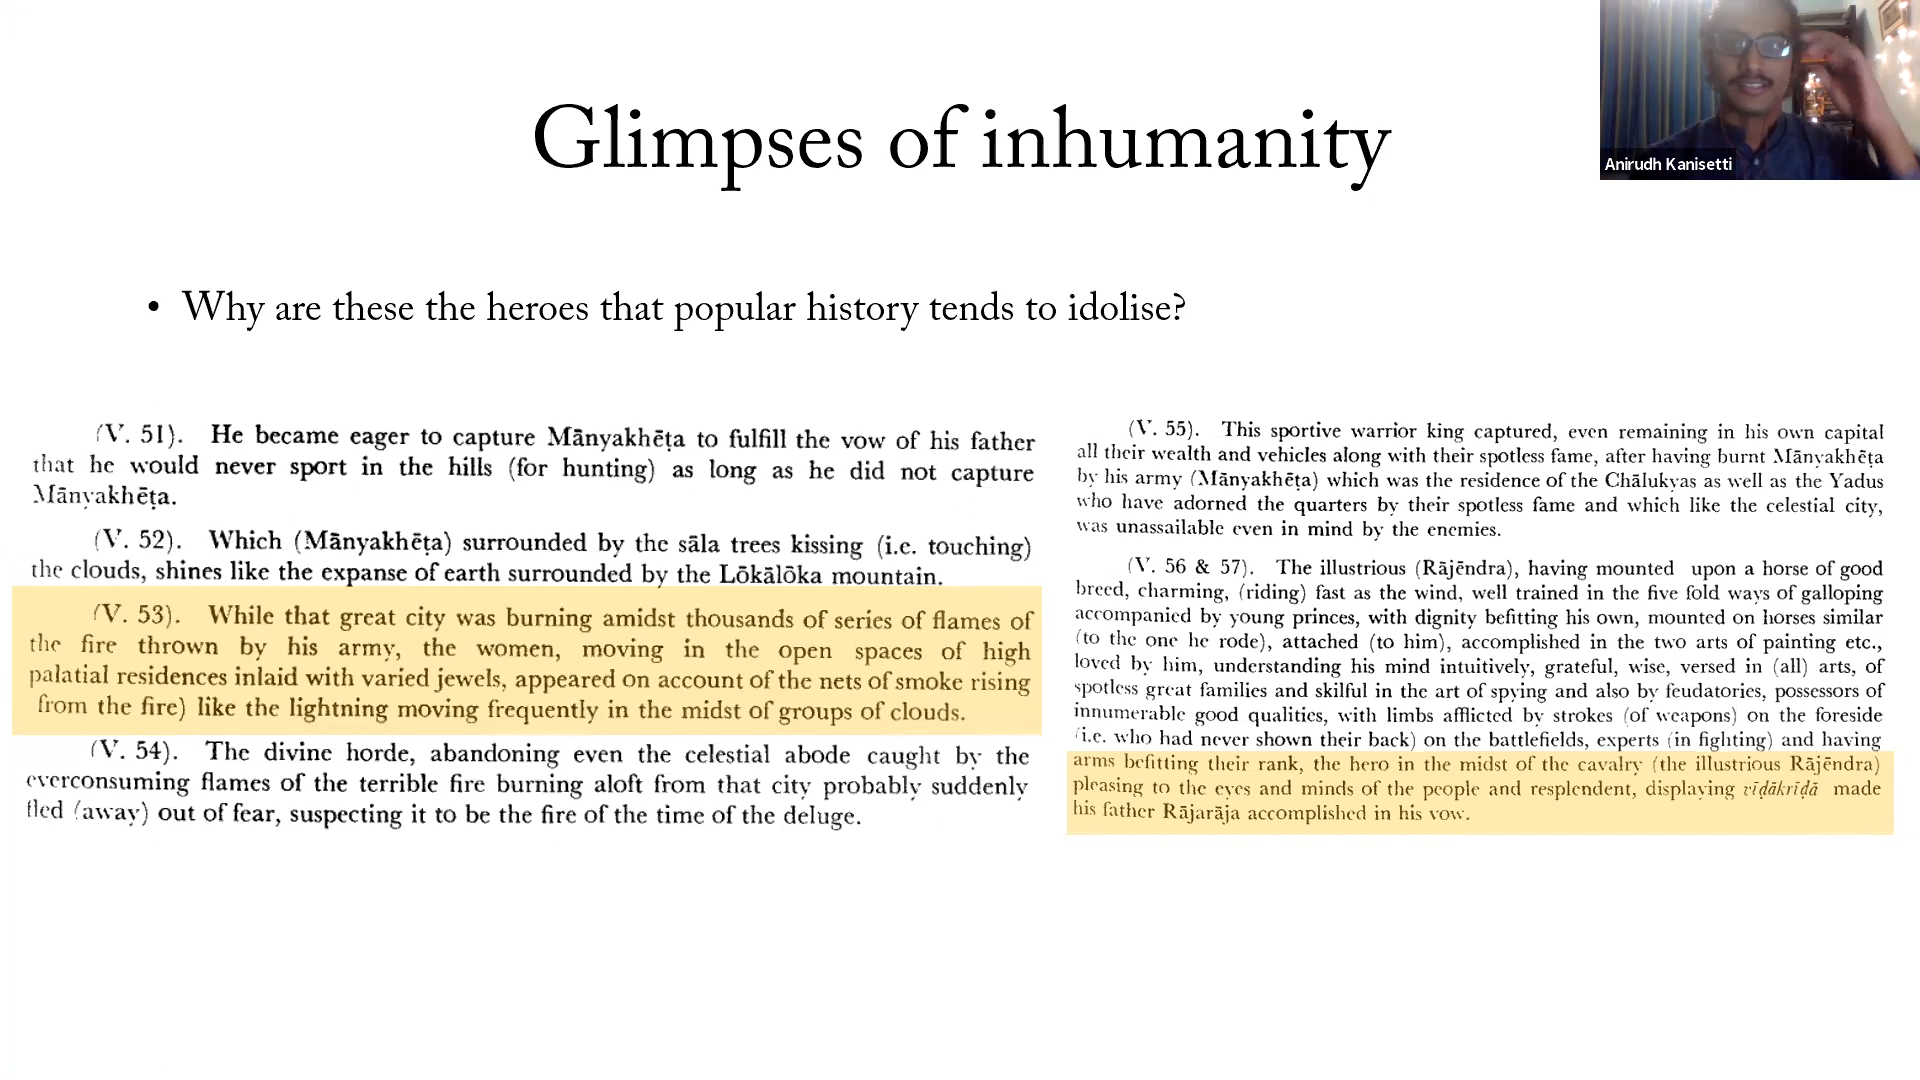 Glimpses of inhumanity
Anirudh Kanisetti
• Why are these the heroes that popular history tends to idolise?
(V. 51). He became eager to capture Mānyakhēṭa to fulfill the vow of his father
that he would never sport in the hills (for hunting) as long as he did not capture
Mānyakhēṭa.
(V. 52). Which (Mānyakhēṭa) surrounded by the sāla trees kissing (i.e. touching)
the clouds, shines like the expanse of earth surrounded by the Lōkālōka mountain.
(V. 53). While that great city was burning amidst thousands of series of flames of
the fire thrown by his army, the women, moving in the open spaces of high
palatial residences inlaid with varied jewels, appeared on account of the nets of smoke rising
from the fire) like the lightning moving frequently in the midst of groups of clouds.
(V. 54). The divine horde, abandoning even the celestial abode caught by the
everconsuming flames of the terrible fire burning aloft from that city probably suddenly
fled (away) out of fear, suspecting it to be the fire of the time of the deluge.
(V. 55). This sportive warrior king captured, even remaining in his own capital
all their wealth and vehicles along with their spotless fame, after having burnt Mānyakhēṭa
by his army (Mānyakhēṭa) which was the residence of the Chālukyas as well as the Yadus
who have adorned the quarters by their spotless fame and which like the celestial city,
was unassailable even in mind by the enemies.
(V. 56 & 57). The illustrious (Rājēndra), having mounted upon a horse of good
breed, charming, (riding) fast as the wind, well trained in the five fold ways of galloping
accompanied by young princes, with dignity befitting his own, mounted on horses similar
(to the one he rode), attached (to him), accomplished in the two arts of painting etc.,
loved by him, understanding his mind intuitively, grateful, wise, versed in (all) arts, of
spotless great families and skilful in the art of spying and also by feudatories, possessors of
innumerable good qualities, with limbs afflicted by strokes (of weapons) on the foreside
(i.e. who had never shown their back) on the battlefields, experts (in fighting) and having
arms befitting their rank, the hero in the midst of the cavalry (the illustrious Rājēndra)
pleasing to the eyes and minds of the people and resplendent, displaying vīḍākrīḍā made
his father Rājarāja accomplished in his vow.